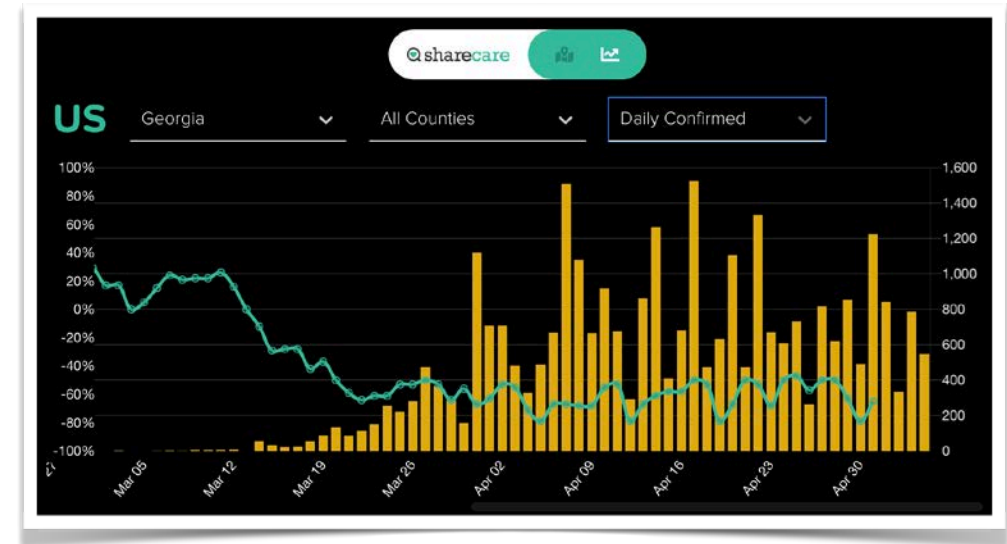 sharecare
US
Georgia
All Counties
Daily Confirmed
100%
80%
60%
40%
20%
0%
-20%
-40%
-60%
-80%
-100%
1,600
1,400
1,200
1,000
800
600
400
200
0
27
Mar 05
Mar 12
Mar 19
Mar 26
Apr 02
Apr 09
Apr 16
Apr 23
Apr 30